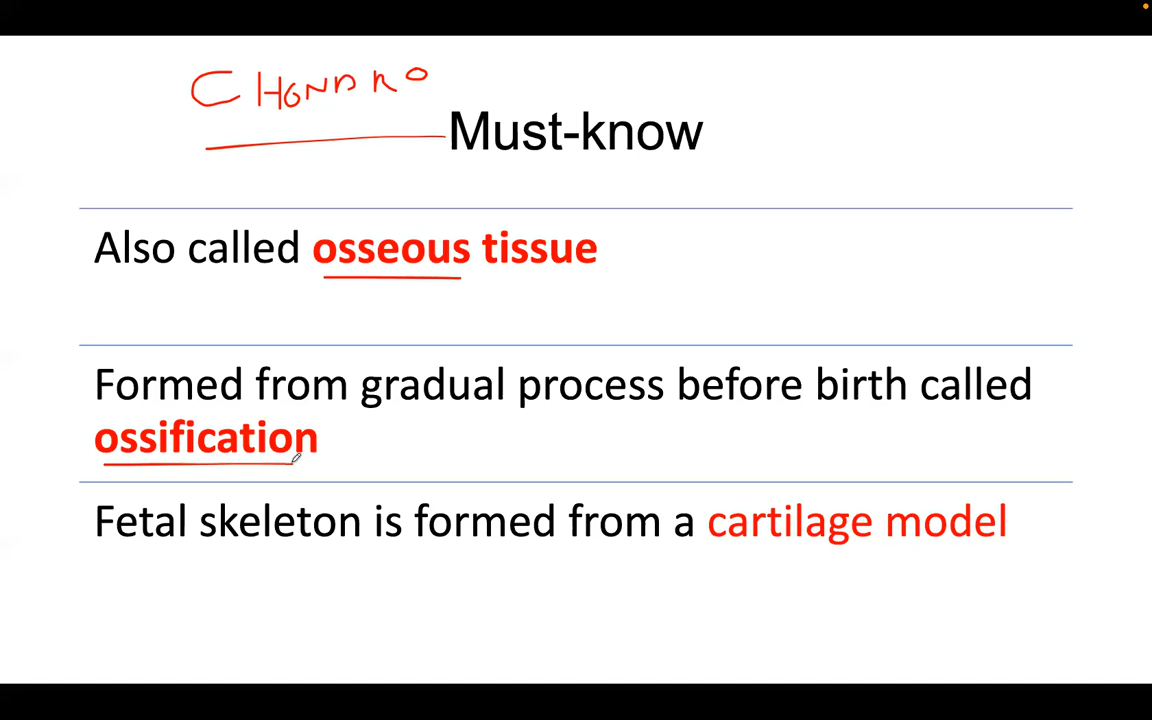 CHONDRO
Must-know
Also called osseous tissue
Formed from gradual process before birth called
ossification
Fetal skeleton is formed from a cartilage model